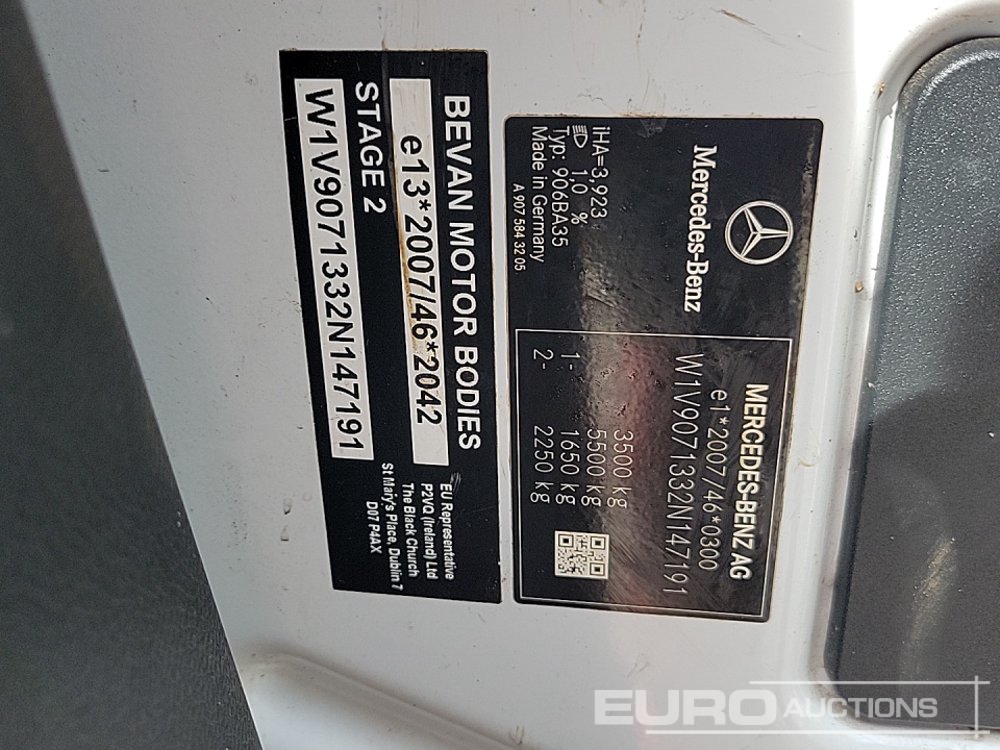 Mercedes-Benz
iHA=3,923
1,0 %
Typ: 906BA35
Made in Germany
A 907 584 32 05
MERCEDES-BENZ AG
e1*2007/46*0300
W1V9071332N147191
3500 kg
5500 kg
1- 1650 kg
2- 2250 kg
BEVAN MOTOR BODIES
e13*2007/46*2042
STAGE 2
W1V9071332N147191
EU Representative
P2VQ (Ireland) Ltd
The Black Church
St Mary's Place, Dublin 7
D07 P4AX
EURO AUCTIONS